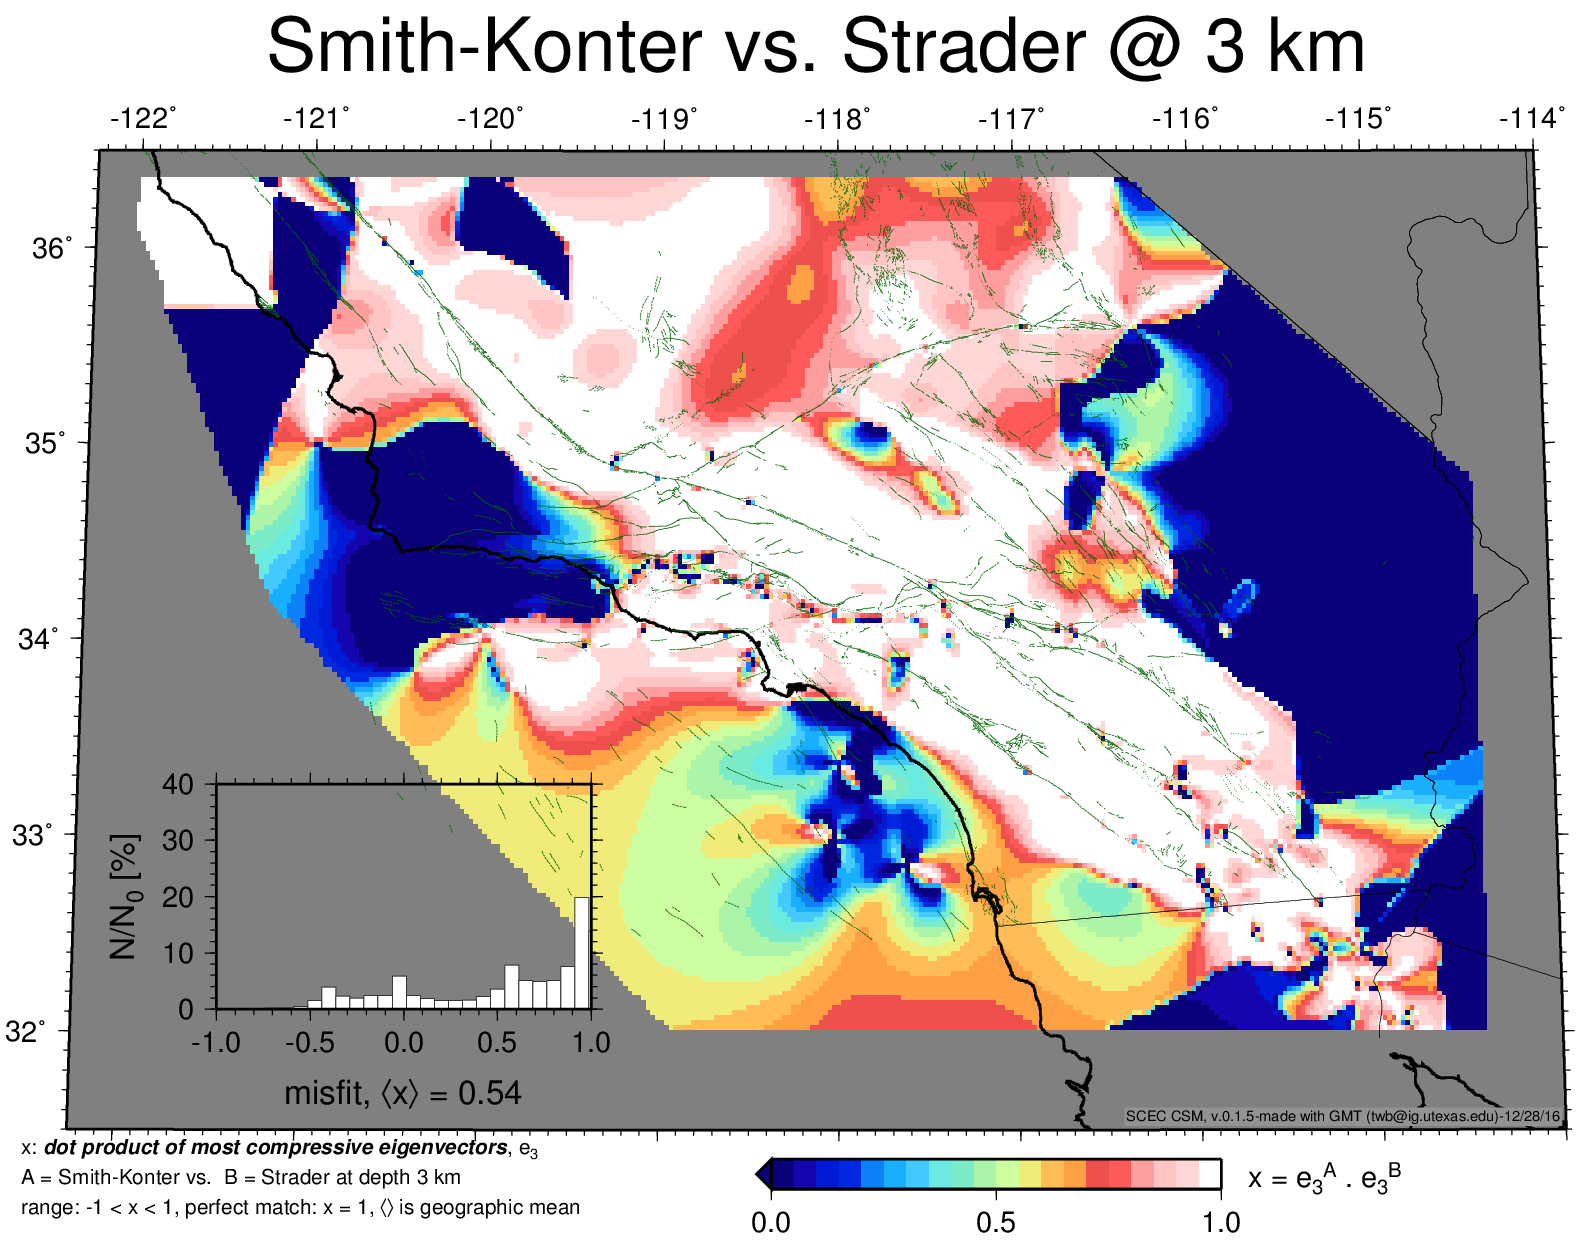 Smith-Konter vs. Strader @ 3 km
-122° -121° -120° -119° -118° -117° -116° -115° -114°
36°
35°
34°
33°
32°
40
30
20
10
0
N/N0 [%]
-1.0 -0.5 0.0 0.5 1.0
misfit, ⟨x⟩ = 0.54
SCEC CSM, v.0.1.5-made with GMT (twb@ig.utexas.edu)-12/28/16
x: dot product of most compressive eigenvectors, e3
A = Smith-Konter vs. B = Strader at depth 3 km
range: -1 < x < 1, perfect match: x = 1, ⟨⟩ is geographic mean
x = e3A . e3B
0.0 0.5 1.0